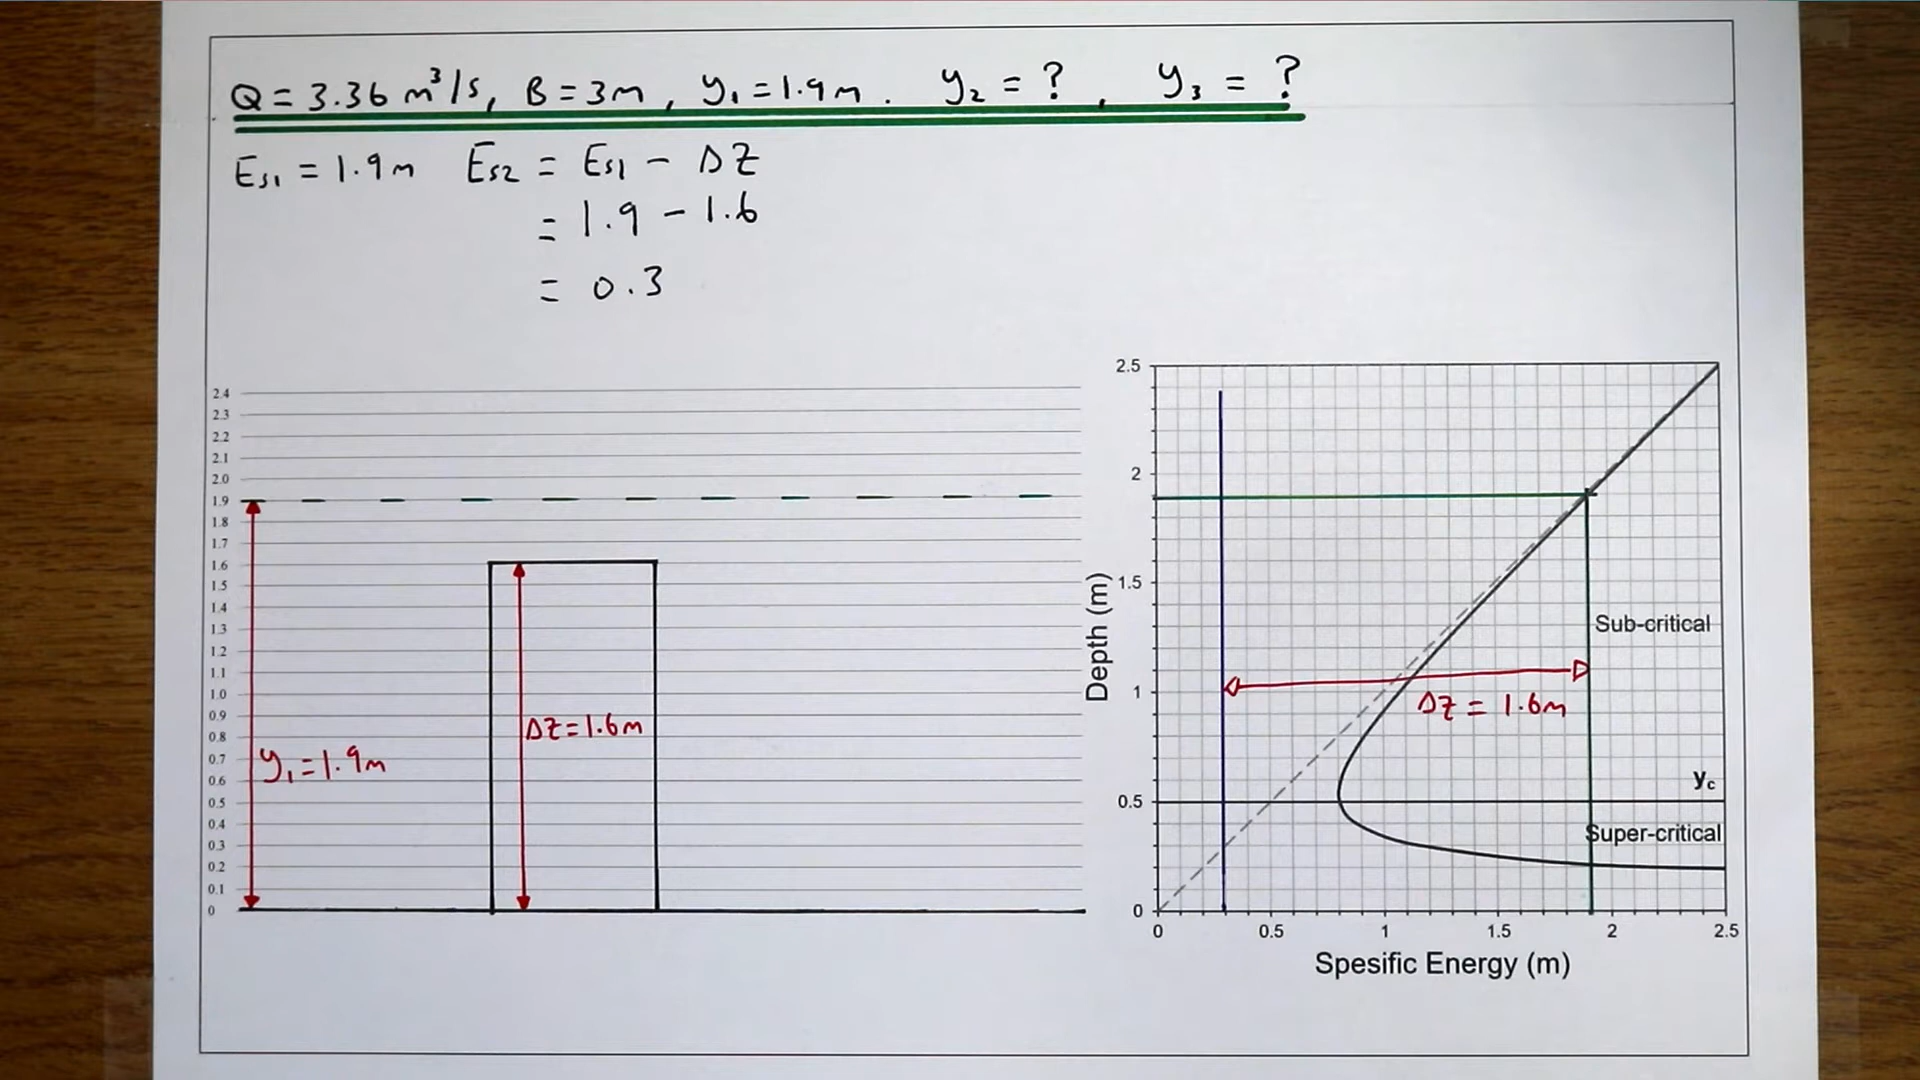 Q = 3.36 m³/s, B = 3m, y₁ = 1.9m. y₂ = ?, y₃ = ?
Es₁ = 1.9m Es2 = Es1 − ΔZ
= 1.9 − 1.6
= 0.3
2.4
2.3
2.2
2.1
2.0
1.9
1.8
1.7
1.6
1.5
1.4
1.3
1.2
1.1
1.0
0.9
0.8
0.7
0.6
0.5
0.4
0.3
0.2
0.1
0
ΔZ = 1.6m
y₁ = 1.9m
2.5
2
1.5
1
0.5
0
Depth (m)
Sub-critical
ΔZ = 1.6m
yc
Super-critical
0 0.5 1 1.5 2 2.5
Spesific Energy (m)